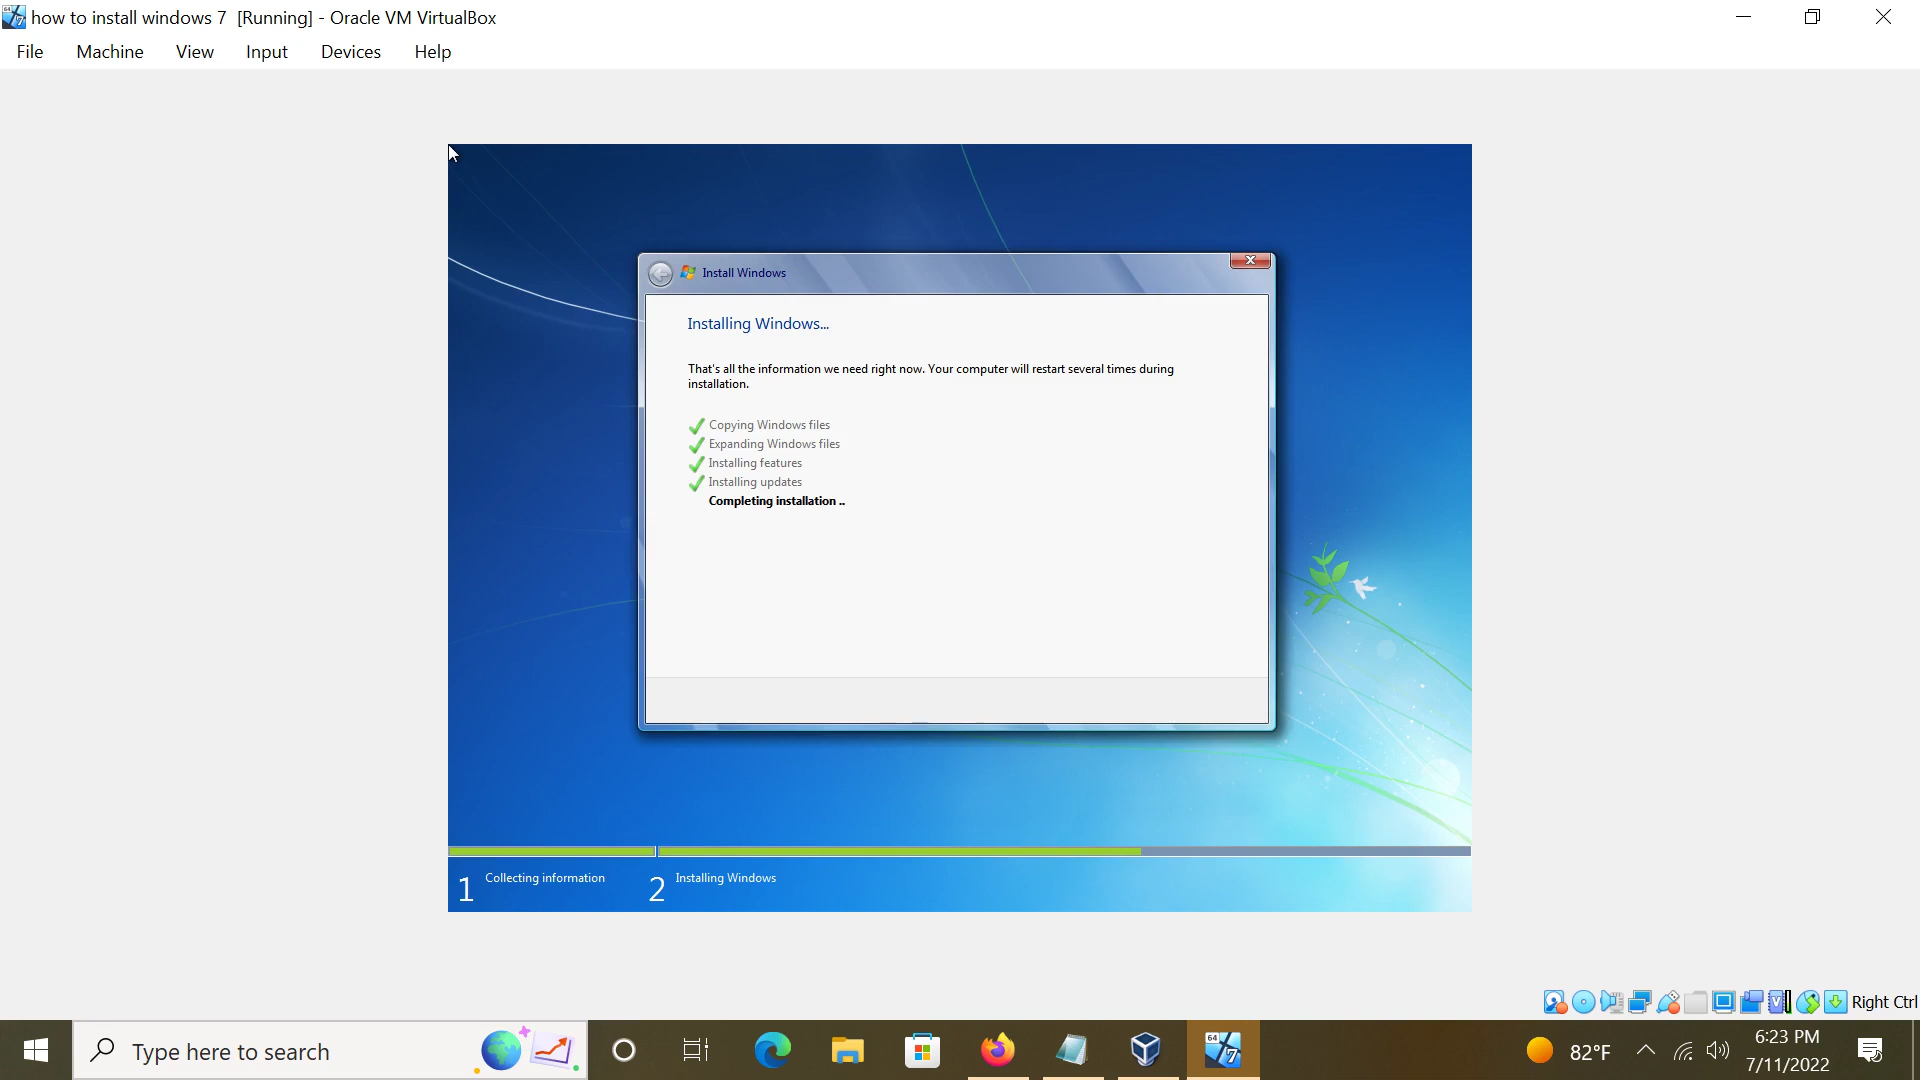 how to install windows 7 [Running] - Oracle VM VirtualBox
File Machine View Input Devices Help
Install Windows
Installing Windows...
That's all the information we need right now. Your computer will restart several times during
installation.
Copying Windows files
Expanding Windows files
Installing features
Installing updates
Completing installation ..
1 Collecting information 2 Installing Windows
Right Ctrl
Type here to search
64
7
82°F
6:23 PM
7/11/2022